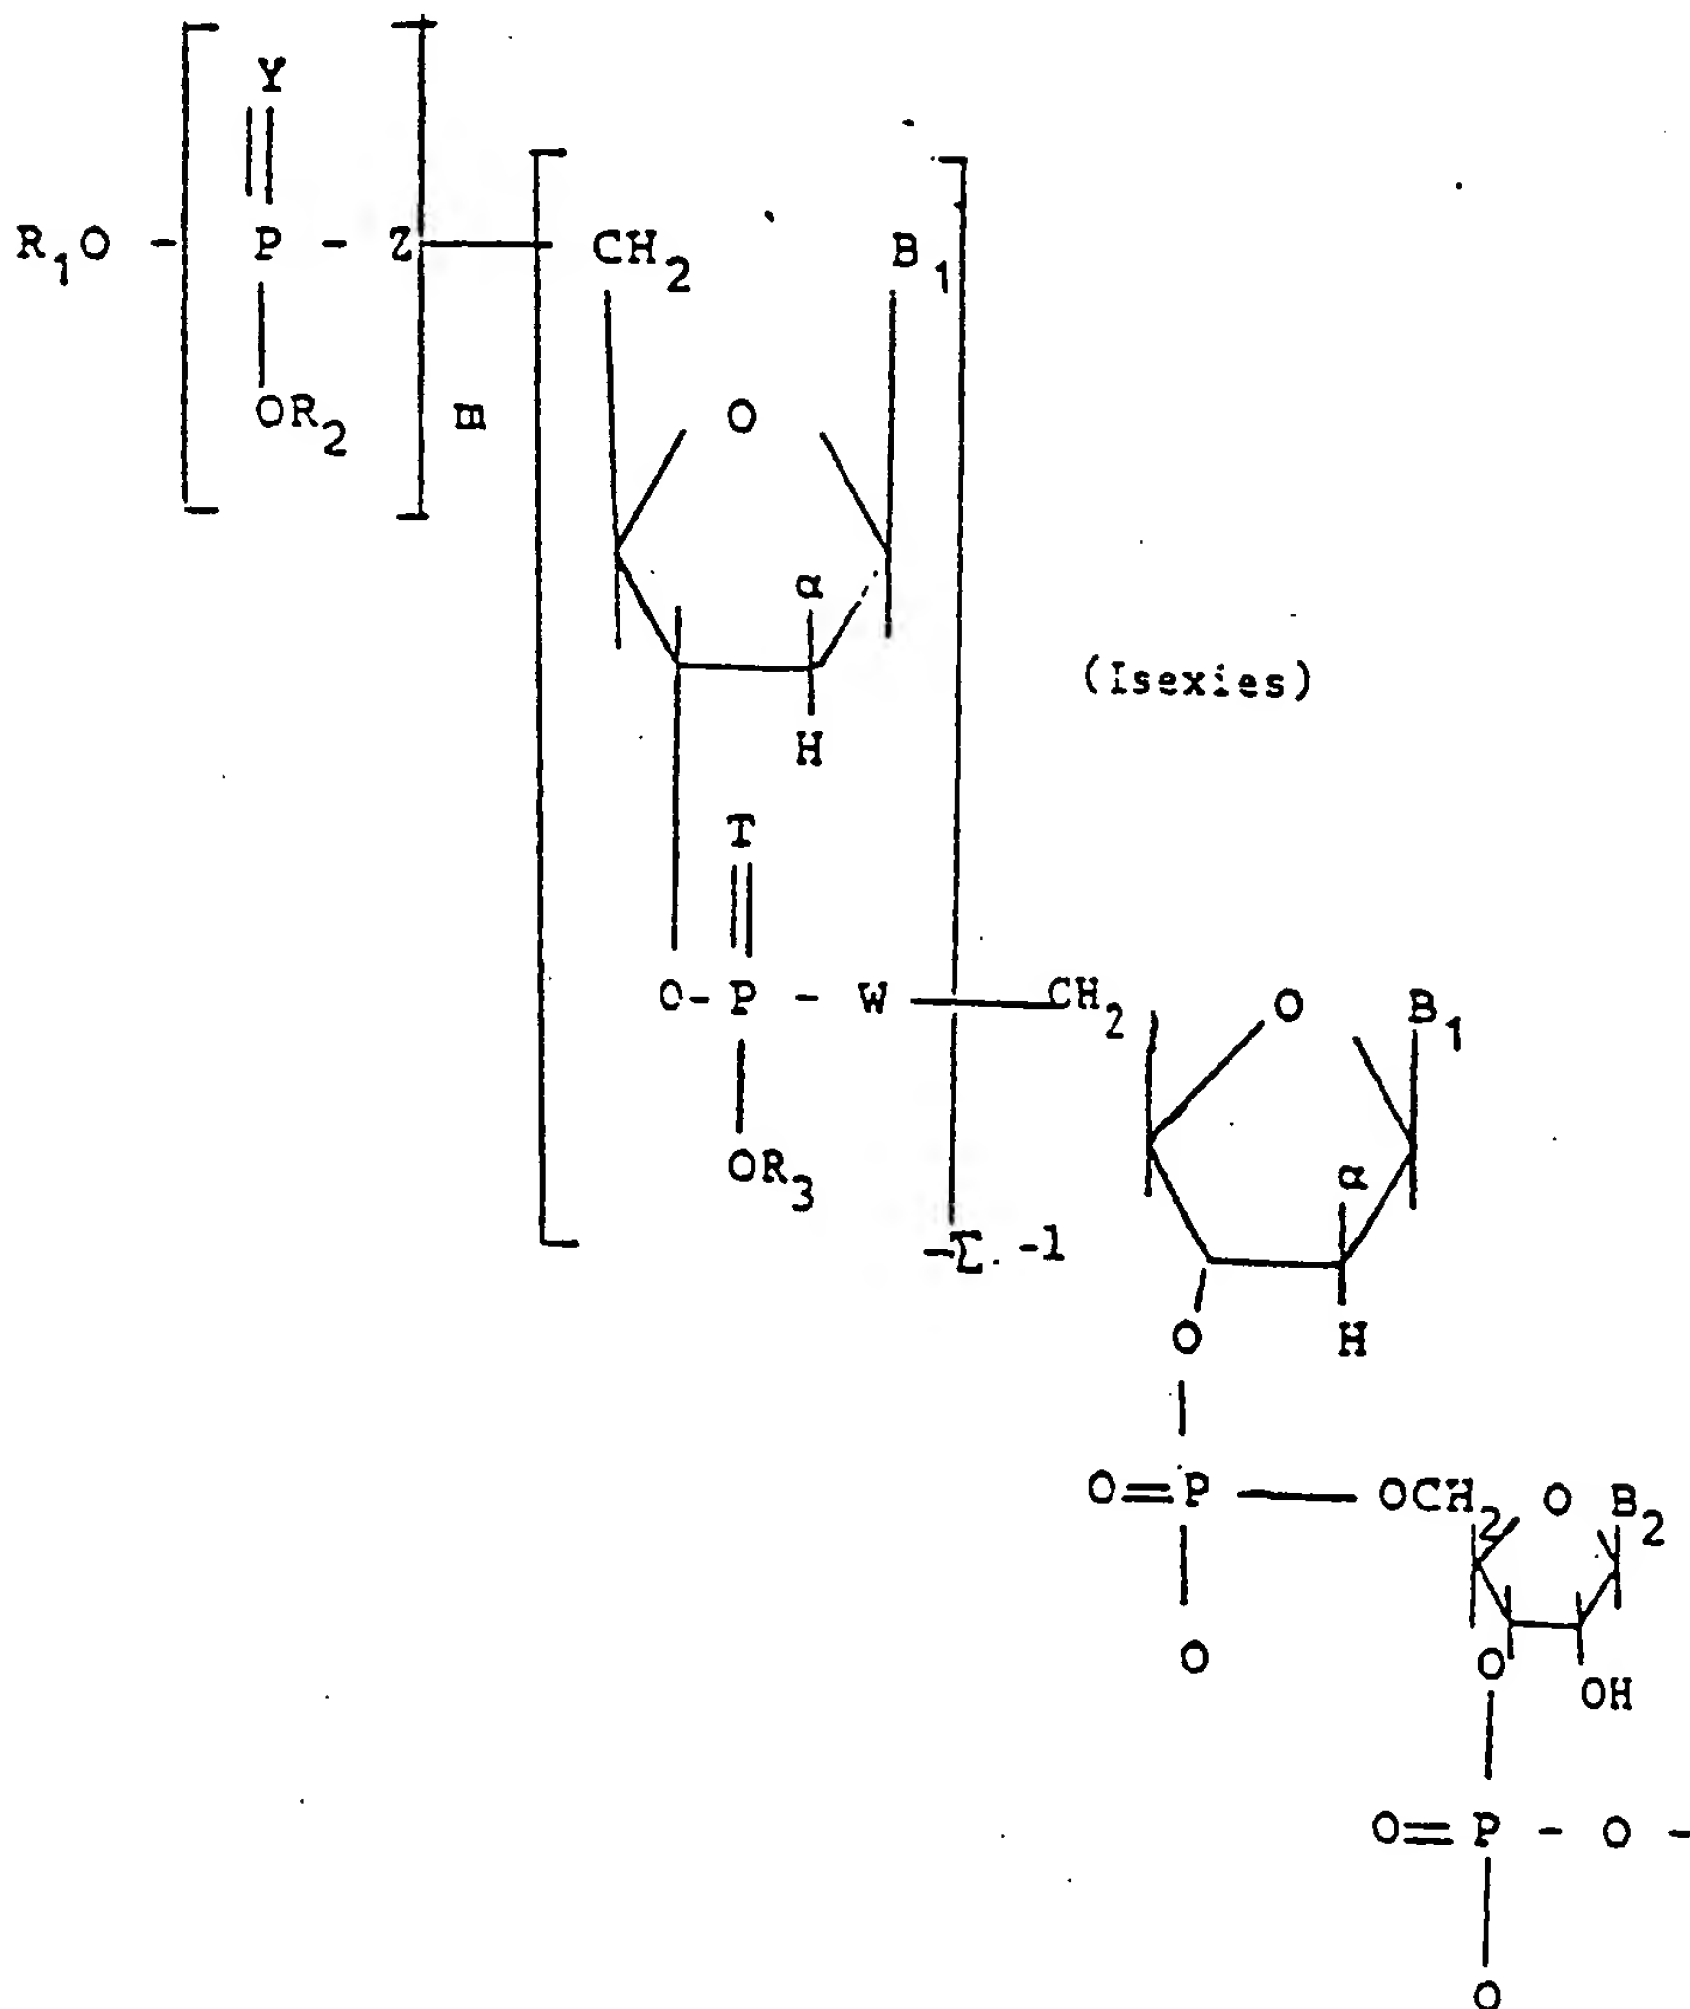 Y
R₁O - P - Z CH₂ B₁
OR₂ m O
α
(Isexies)
H
T
O- P - W CH₂ O B₁
OR₃ α
-1
O H
O=P OCH₂ O B₂
O O OH
O=P - O -
O